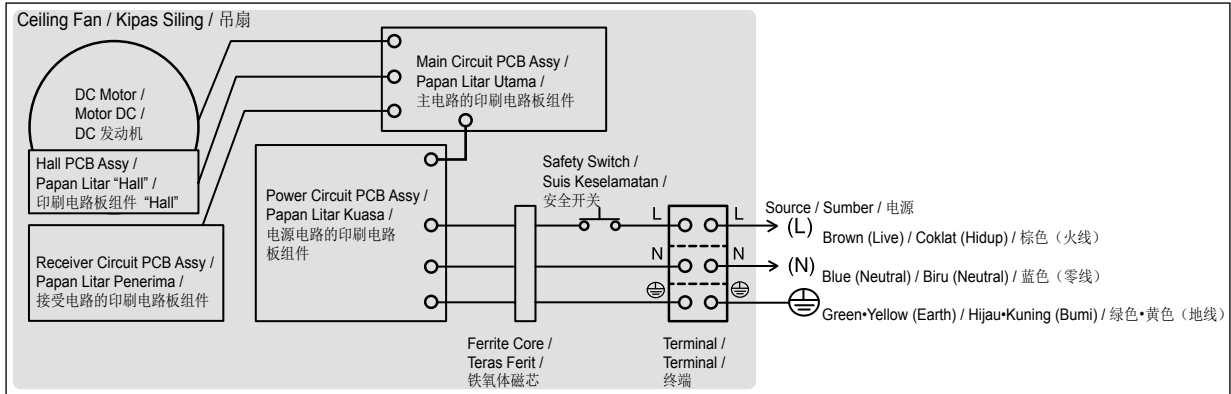 Ceiling Fan / Kipas Siling / 吊扇
DC Motor /
Motor DC /
DC 发动机
Hall PCB Assy /
Papan Litar “Hall” /
印刷电路板组件 “Hall”
Receiver Circuit PCB Assy /
Papan Litar Penerima /
接受电路的印刷电路板组件
Main Circuit PCB Assy /
Papan Litar Utama /
主电路的印刷电路板组件
Power Circuit PCB Assy /
Papan Litar Kuasa /
电源电路的印刷电路
板组件
Safety Switch /
Suis Keselamatan /
安全开关
Ferrite Core /
Teras Ferit /
铁氧体磁芯
L
L
N
N
Terminal /
Terminal /
终端
Source / Sumber / 电源
(L)
Brown (Live) / Coklat (Hidup) / 棕色（火线）
(N)
Blue (Neutral) / Biru (Neutral) / 蓝色（零线）
Green•Yellow (Earth) / Hijau•Kuning (Bumi) / 绿色•黄色（地线）